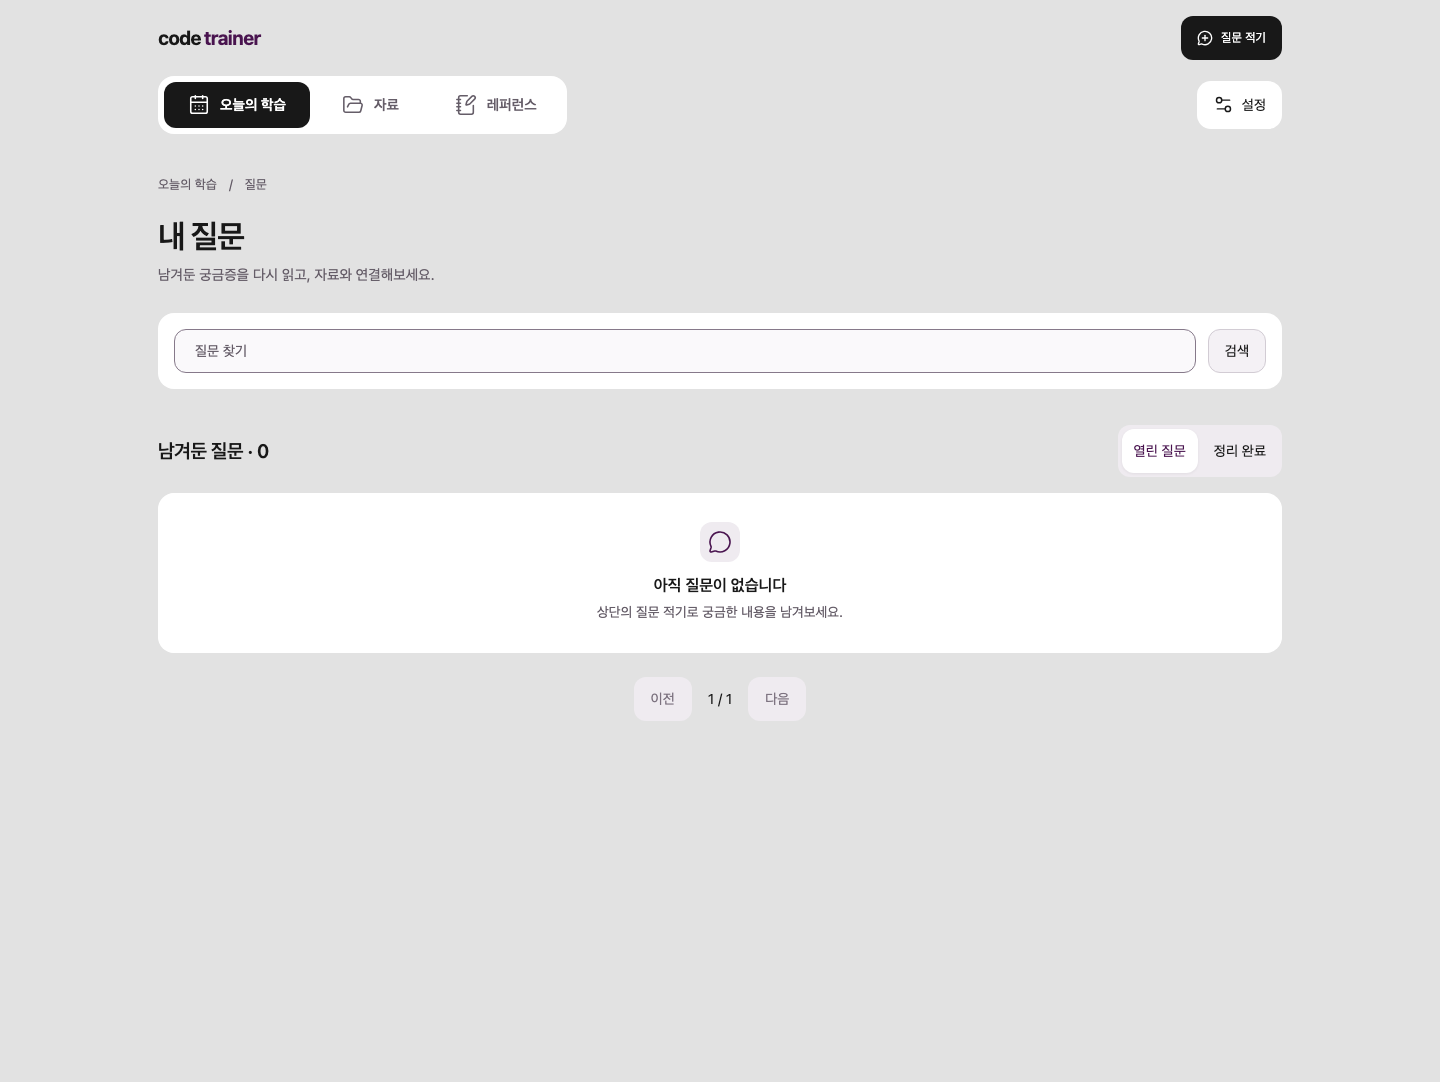 code trainer
질문 적기
오늘의 학습
자료
레퍼런스
설정
오늘의 학습 / 질문
내 질문
남겨둔 궁금증을 다시 읽고, 자료와 연결해보세요.
질문 찾기
검색
남겨둔 질문 · 0
열린 질문
정리 완료
아직 질문이 없습니다
상단의 질문 적기로 궁금한 내용을 남겨보세요.
이전
1 / 1
다음